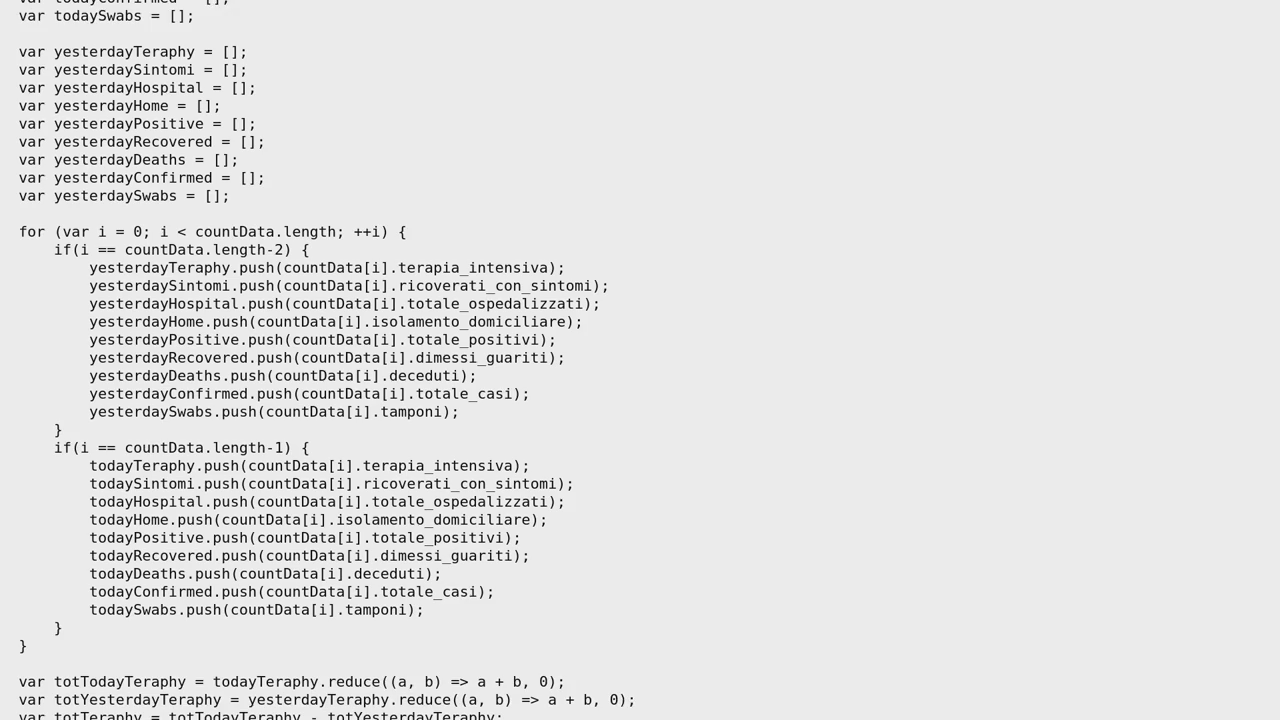 var todayConfirmed = [];
var todaySwabs = [];

var yesterdayTeraphy = [];
var yesterdaySintomi = [];
var yesterdayHospital = [];
var yesterdayHome = [];
var yesterdayPositive = [];
var yesterdayRecovered = [];
var yesterdayDeaths = [];
var yesterdayConfirmed = [];
var yesterdaySwabs = [];

for (var i = 0; i < countData.length; ++i) {
    if(i == countData.length-2) {
        yesterdayTeraphy.push(countData[i].terapia_intensiva);
        yesterdaySintomi.push(countData[i].ricoverati_con_sintomi);
        yesterdayHospital.push(countData[i].totale_ospedalizzati);
        yesterdayHome.push(countData[i].isolamento_domiciliare);
        yesterdayPositive.push(countData[i].totale_positivi);
        yesterdayRecovered.push(countData[i].dimessi_guariti);
        yesterdayDeaths.push(countData[i].deceduti);
        yesterdayConfirmed.push(countData[i].totale_casi);
        yesterdaySwabs.push(countData[i].tamponi);
    }
    if(i == countData.length-1) {
        todayTeraphy.push(countData[i].terapia_intensiva);
        todaySintomi.push(countData[i].ricoverati_con_sintomi);
        todayHospital.push(countData[i].totale_ospedalizzati);
        todayHome.push(countData[i].isolamento_domiciliare);
        todayPositive.push(countData[i].totale_positivi);
        todayRecovered.push(countData[i].dimessi_guariti);
        todayDeaths.push(countData[i].deceduti);
        todayConfirmed.push(countData[i].totale_casi);
        todaySwabs.push(countData[i].tamponi);
    }
}

var totTodayTeraphy = todayTeraphy.reduce((a, b) => a + b, 0);
var totYesterdayTeraphy = yesterdayTeraphy.reduce((a, b) => a + b, 0);
var totTeraphy = totTodayTeraphy - totYesterdayTeraphy;